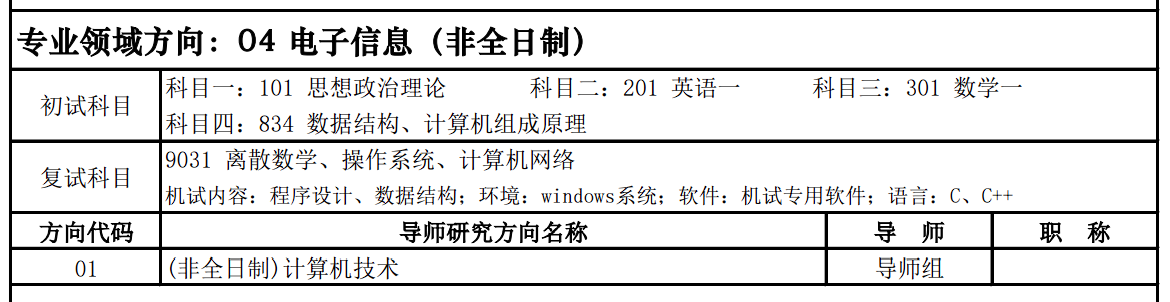 专业领域方向：04 电子信息（非全日制）
初试科目
科目一：101 思想政治理论 科目二：201 英语一 科目三：301 数学一
科目四：834 数据结构、计算机组成原理
复试科目
9031 离散数学、操作系统、计算机网络
机试内容：程序设计、数据结构；环境：windows系统；软件：机试专用软件；语言：C、C++
方向代码 导师研究方向名称 导 师 职 称
01 (非全日制)计算机技术 导师组